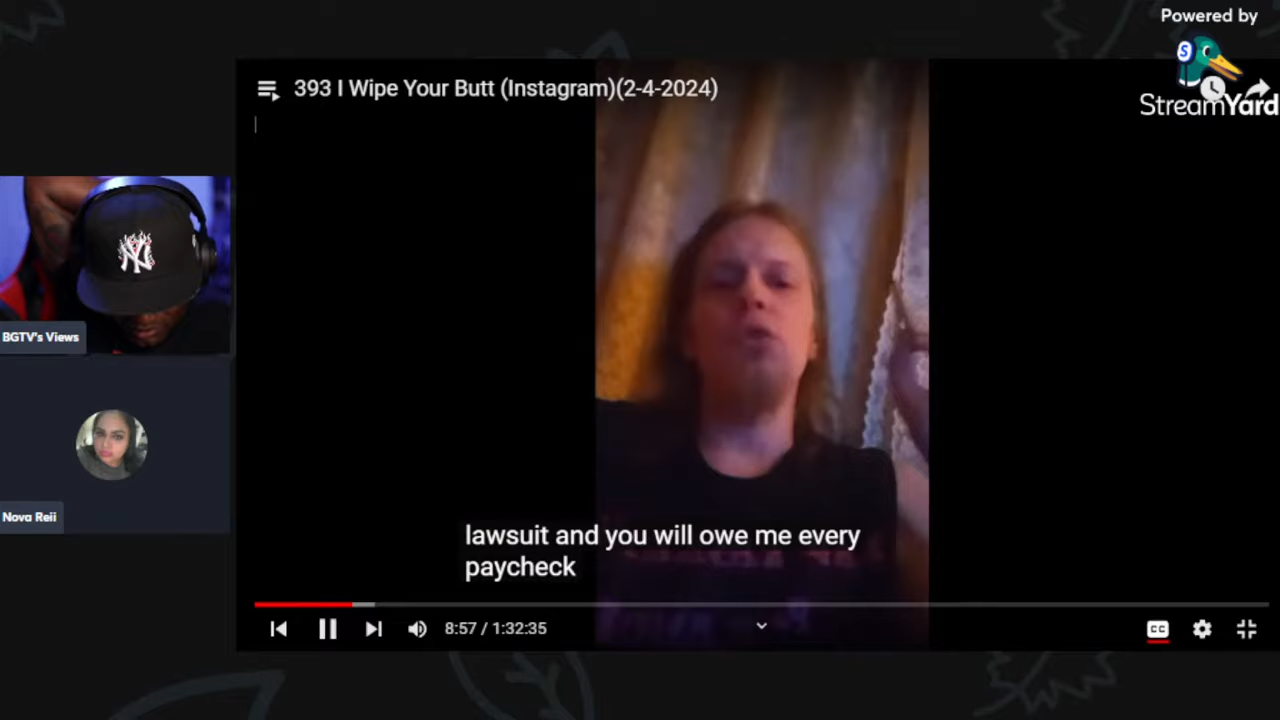 Powered by
StreamYard
393 I Wipe Your Butt (Instagram)(2-4-2024)
NY
BGTV's Views
Nova Reii
lawsuit and you will owe me every
paycheck
8:57 / 1:32:35
CC